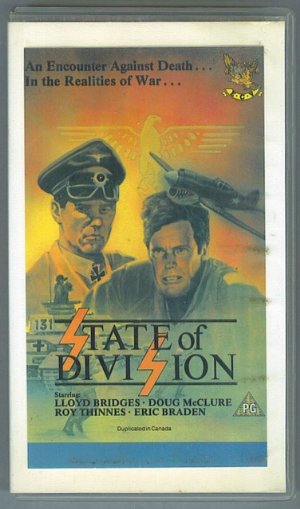 An Encounter Against Death . . .
In the Realities of War . . .
131
STATE of
DIVISION
Starring:
LLOYD BRIDGES · DOUG McCLURE
ROY THINNES · ERIC BRADEN
PG
Duplicated in Canada